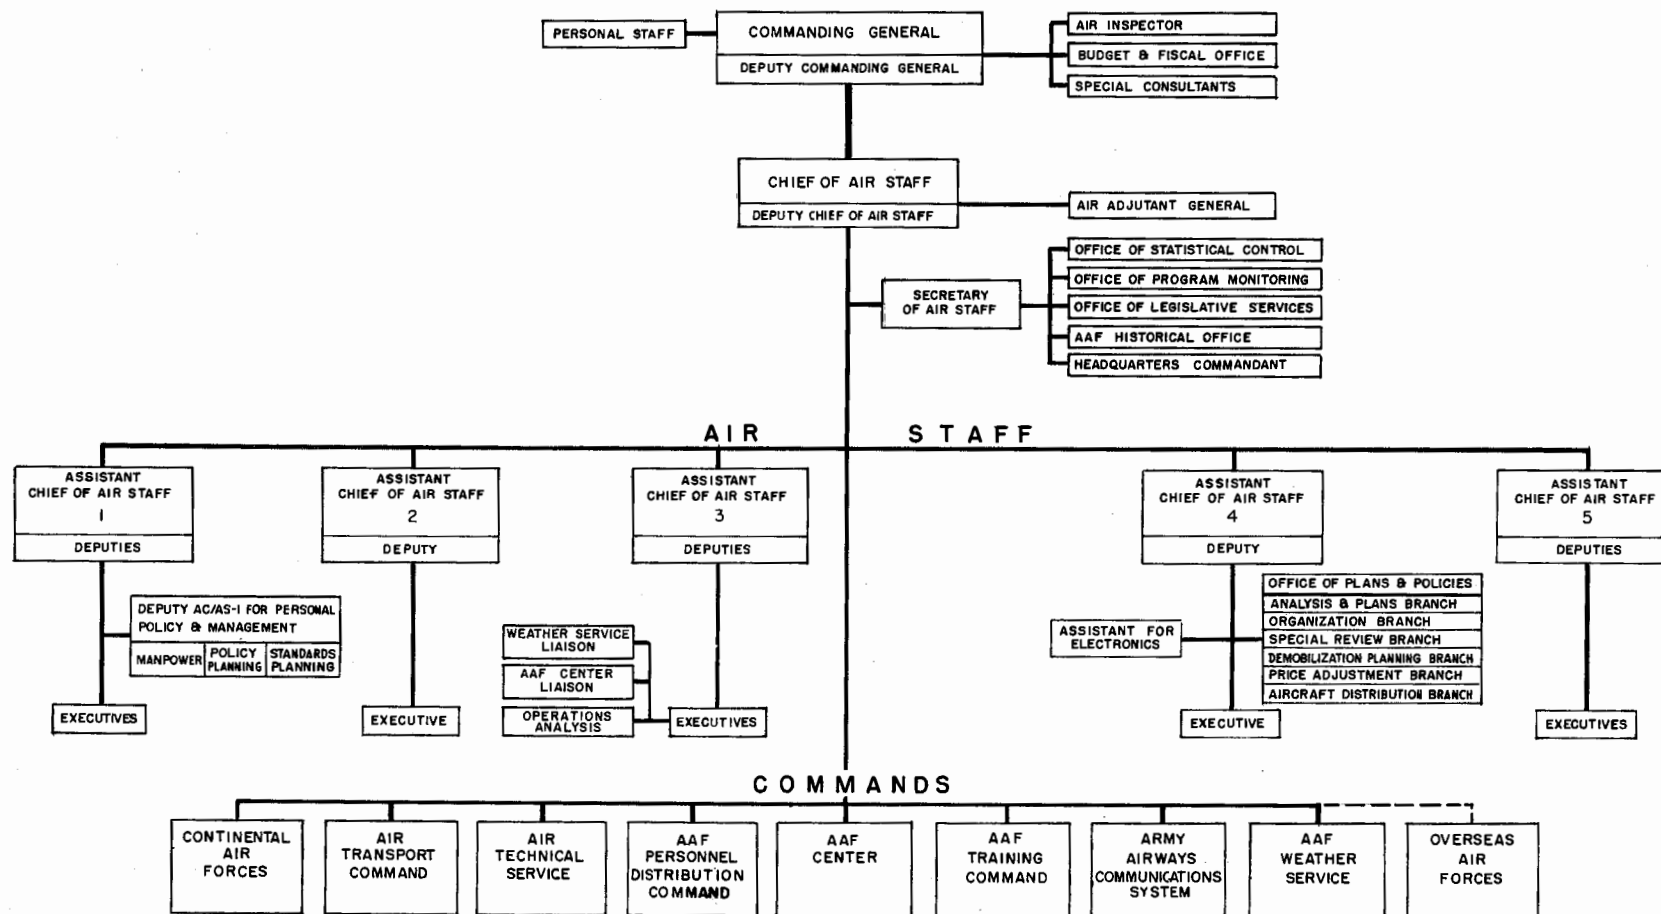 PERSONAL STAFF
COMMANDING GENERAL
DEPUTY COMMANDING GENERAL
AIR INSPECTOR
BUDGET & FISCAL OFFICE
SPECIAL CONSULTANTS
CHIEF OF AIR STAFF
DEPUTY CHIEF OF AIR STAFF
AIR ADJUTANT GENERAL
SECRETARY
OF AIR STAFF
OFFICE OF STATISTICAL CONTROL
OFFICE OF PROGRAM MONITORING
OFFICE OF LEGISLATIVE SERVICES
AAF HISTORICAL OFFICE
HEADQUARTERS COMMANDANT
AIR STAFF
ASSISTANT
CHIEF OF AIR STAFF
1
DEPUTIES
DEPUTY AC/AS-1 FOR PERSONAL
POLICY & MANAGEMENT
MANPOWER
POLICY
PLANNING
STANDARDS
PLANNING
EXECUTIVES
ASSISTANT
CHIEF OF AIR STAFF
2
DEPUTY
EXECUTIVE
ASSISTANT
CHIEF OF AIR STAFF
3
DEPUTIES
WEATHER SERVICE
LIAISON
AAF CENTER
LIAISON
OPERATIONS
ANALYSIS
EXECUTIVES
ASSISTANT
CHIEF OF AIR STAFF
4
DEPUTY
ASSISTANT FOR
ELECTRONICS
OFFICE OF PLANS & POLICIES
ANALYSIS & PLANS BRANCH
ORGANIZATION BRANCH
SPECIAL REVIEW BRANCH
DEMOBILIZATION PLANNING BRANCH
PRICE ADJUSTMENT BRANCH
AIRCRAFT DISTRIBUTION BRANCH
EXECUTIVE
ASSISTANT
CHIEF OF AIR STAFF
5
DEPUTIES
EXECUTIVES
COMMANDS
CONTINENTAL
AIR
FORCES
AIR
TRANSPORT
COMMAND
AIR
TECHNICAL
SERVICE
AAF
PERSONNEL
DISTRIBUTION
COMMAND
AAF
CENTER
AAF
TRAINING
COMMAND
ARMY
AIRWAYS
COMMUNICATIONS
SYSTEM
AAF
WEATHER
SERVICE
OVERSEAS
AIR
FORCES